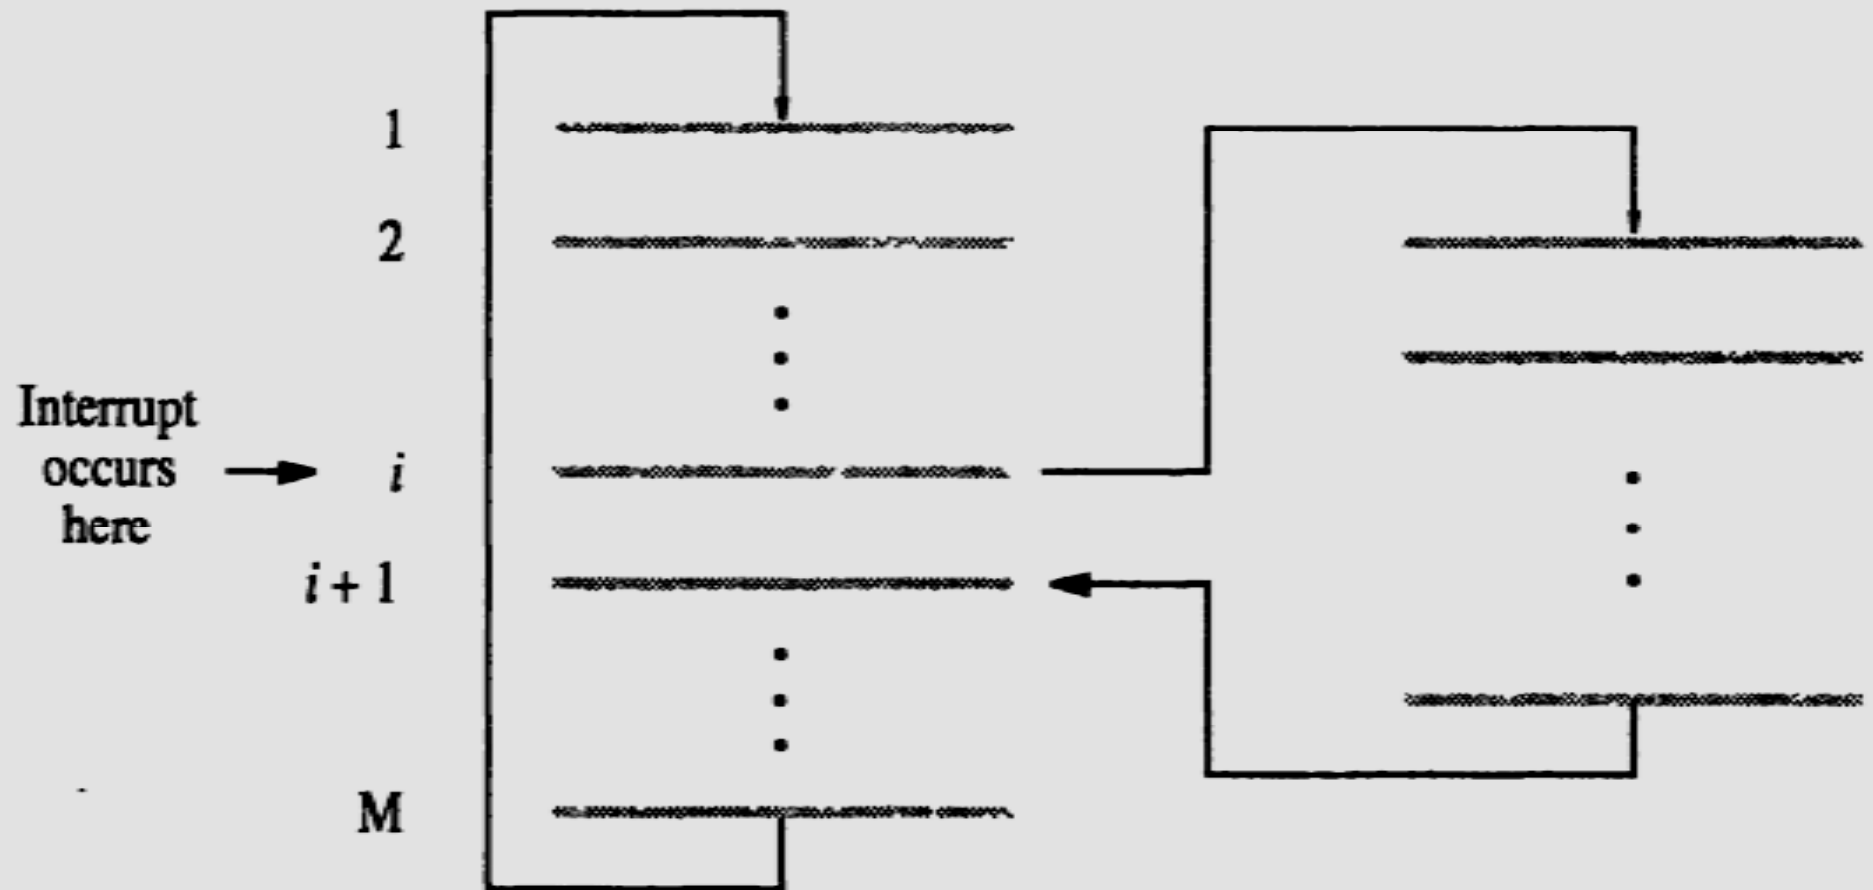 1
2
Interrupt
occurs
here
i
i + 1
M